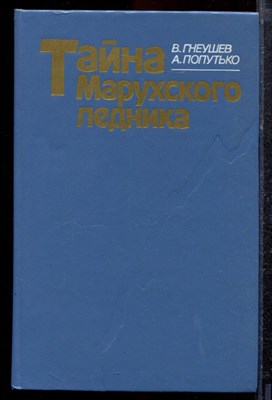 В. ГНЕУШЕВ
А. ПОПУТЬКО
Тайна
Марухского
ледника